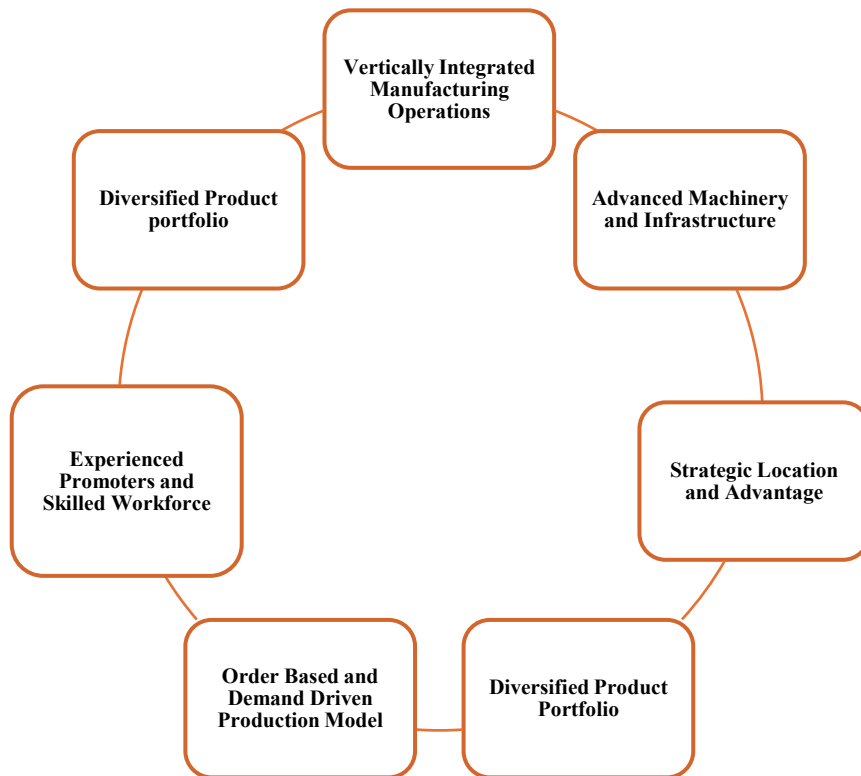 Vertically Integrated
Manufacturing
Operations
Advanced Machinery
and Infrastructure
Strategic Location
and Advantage
Diversified Product
Portfolio
Order Based and
Demand Driven
Production Model
Experienced
Promoters and
Skilled Workforce
Diversified Product
portfolio